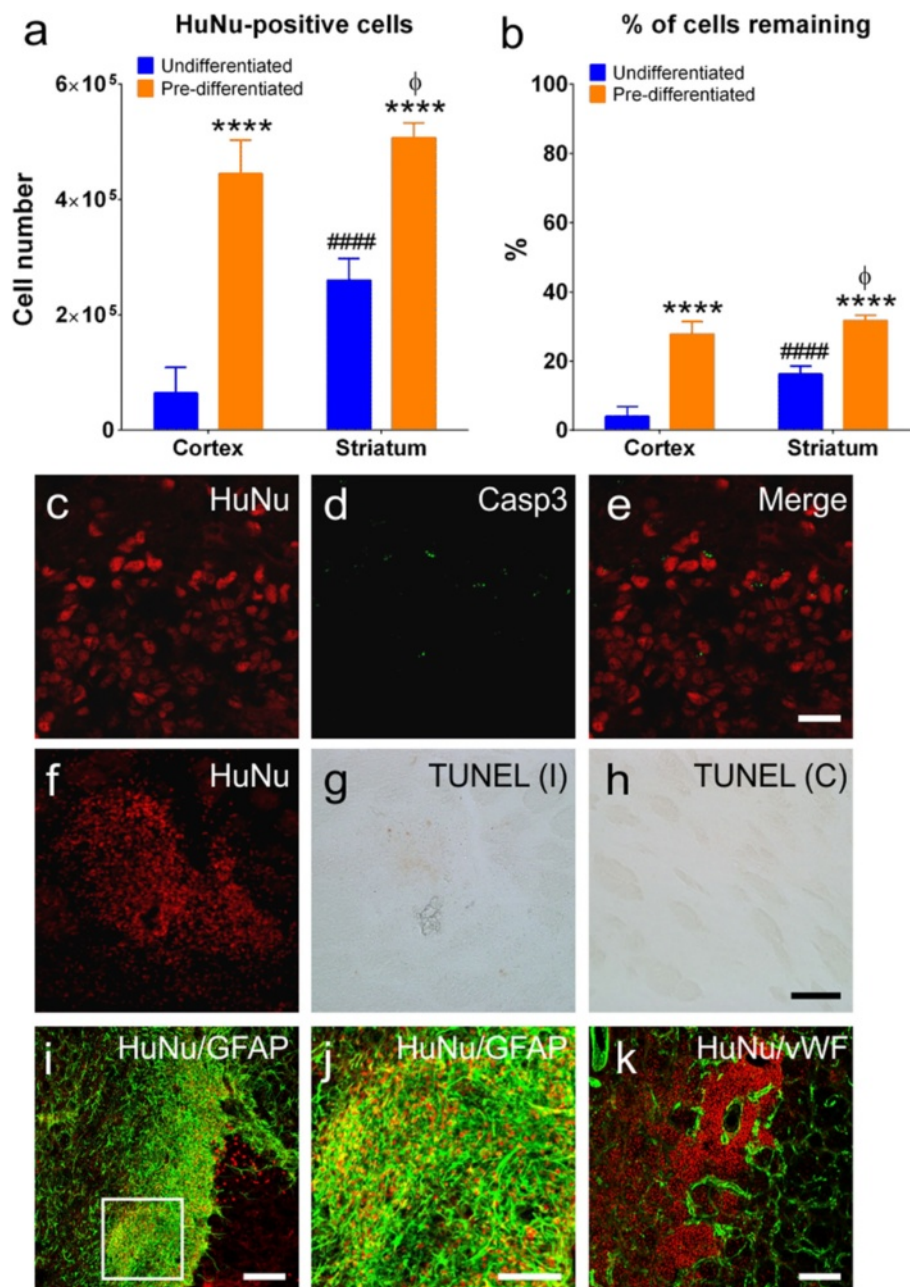 a
HuNu-positive cells
Undifferentiated
Pre-differentiated
Cell number
6×10⁵
4×10⁵
2×10⁵
0
****
####
ϕ
****
Cortex
Striatum
b
% of cells remaining
Undifferentiated
Pre-differentiated
%
100
80
60
40
20
0
****
####
ϕ
****
Cortex
Striatum
c
HuNu
d
Casp3
e
Merge
f
HuNu
g
TUNEL (I)
h
TUNEL (C)
i
HuNu/GFAP
j
HuNu/GFAP
k
HuNu/vWF